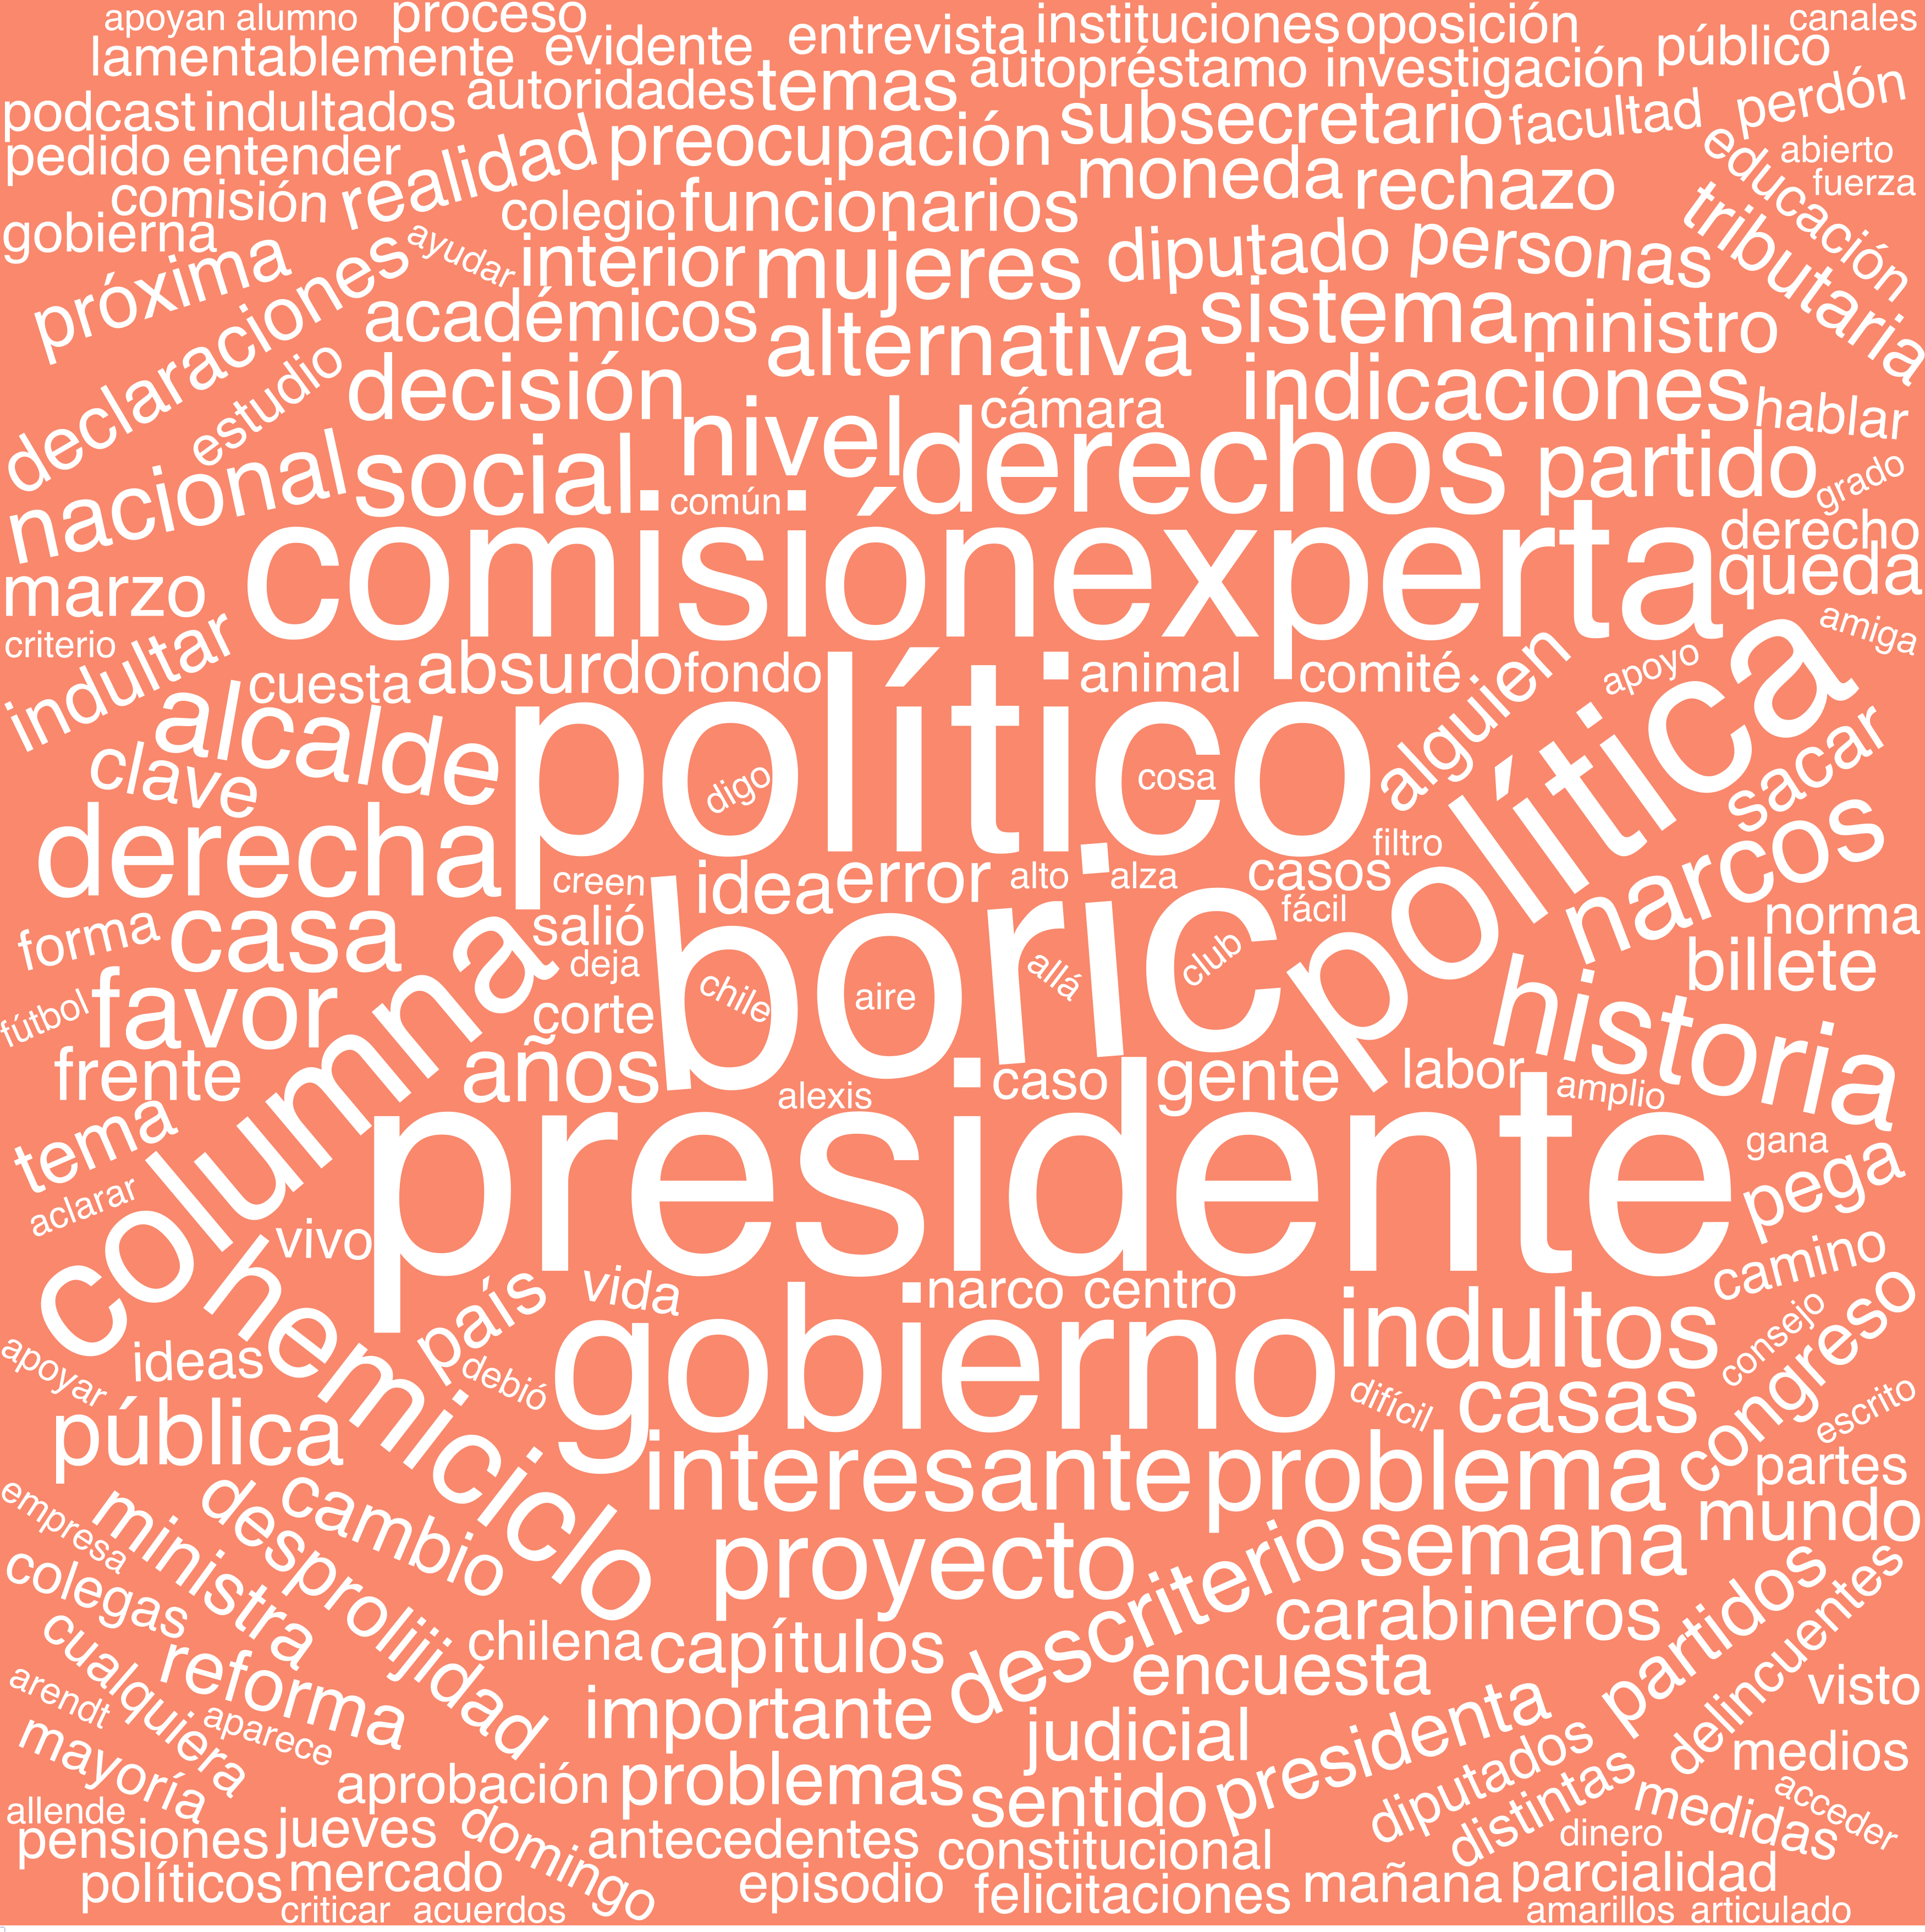 apoyan alumno proceso
lamentablemente evidente entrevista instituciones oposición canales
público
podcast indultados autoridades temas autopréstamo investigación
pedido entender realidad preocupación subsecretario facultad perdón
comisión colegio funcionarios moneda rechazo educación abierto
fuerza
gobierna ayudar interior mujeres diputado personas tributaria
próxima académicos alternativa sistema ministro
declaraciones estudio decisión nivel cámara indicaciones hablar
nacional social común derechos partido grado
comisión experta derecho
marzo queda
criterio indultar cuesta absurdo fondo animal comité alguien apoyo amiga
alcalde clave político digo cosa política sacar
derecha creen idea error alto alza casos filtro narcos
forma casa columna salió boric fácil norma
deja chile aire allá club billete
fútbol favor corte historia
frente años alexis caso gente labor amplio
tema presidente gana
aclarar vivo pega
hemiciclo país vida narco centro camino
apoyar ideas debió gobierno indultos consejo congreso
pública difícil casas escrito
interesante problema partes
empresa ministra desprolijidad cambio proyecto descriterio semana mundo
colegas chilena capítulos carabineros partidos delincuentes
cualquiera reforma importante encuesta visto
arendt aparece judicial presidenta
mayoría aprobación problemas sentido diputados distintas medios
allende medidas acceder
pensiones jueves domingo antecedentes constitucional dinero
políticos mercado episodio felicitaciones mañana parcialidad
criticar acuerdos amarillos articulado